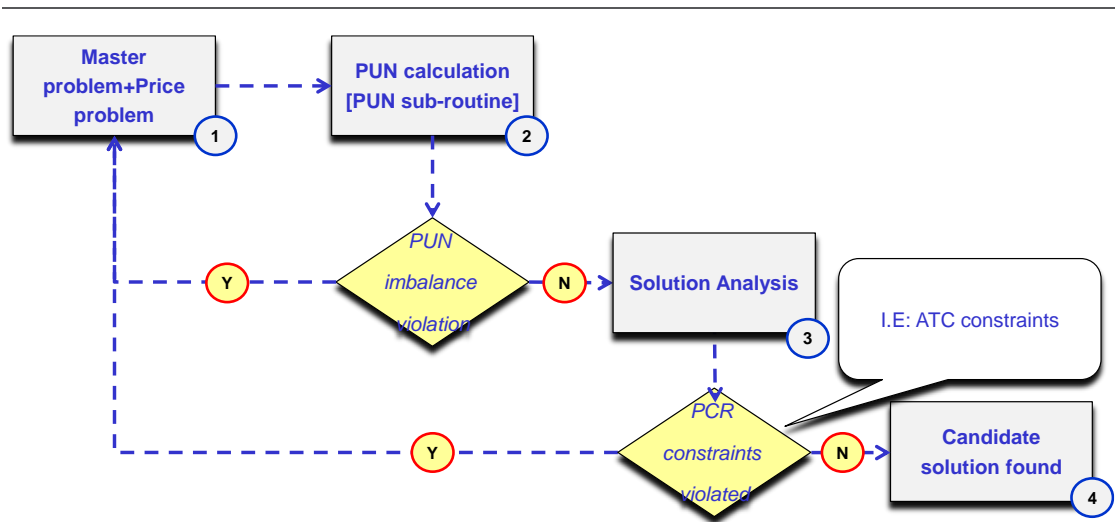 Master
problem+Price
problem
1
PUN calculation
[PUN sub-routine]
2
PUN
imbalance
violation
Y
N
Solution Analysis
3
I.E: ATC constraints
PCR
constraints
violated
Y
N
Candidate
solution found
4